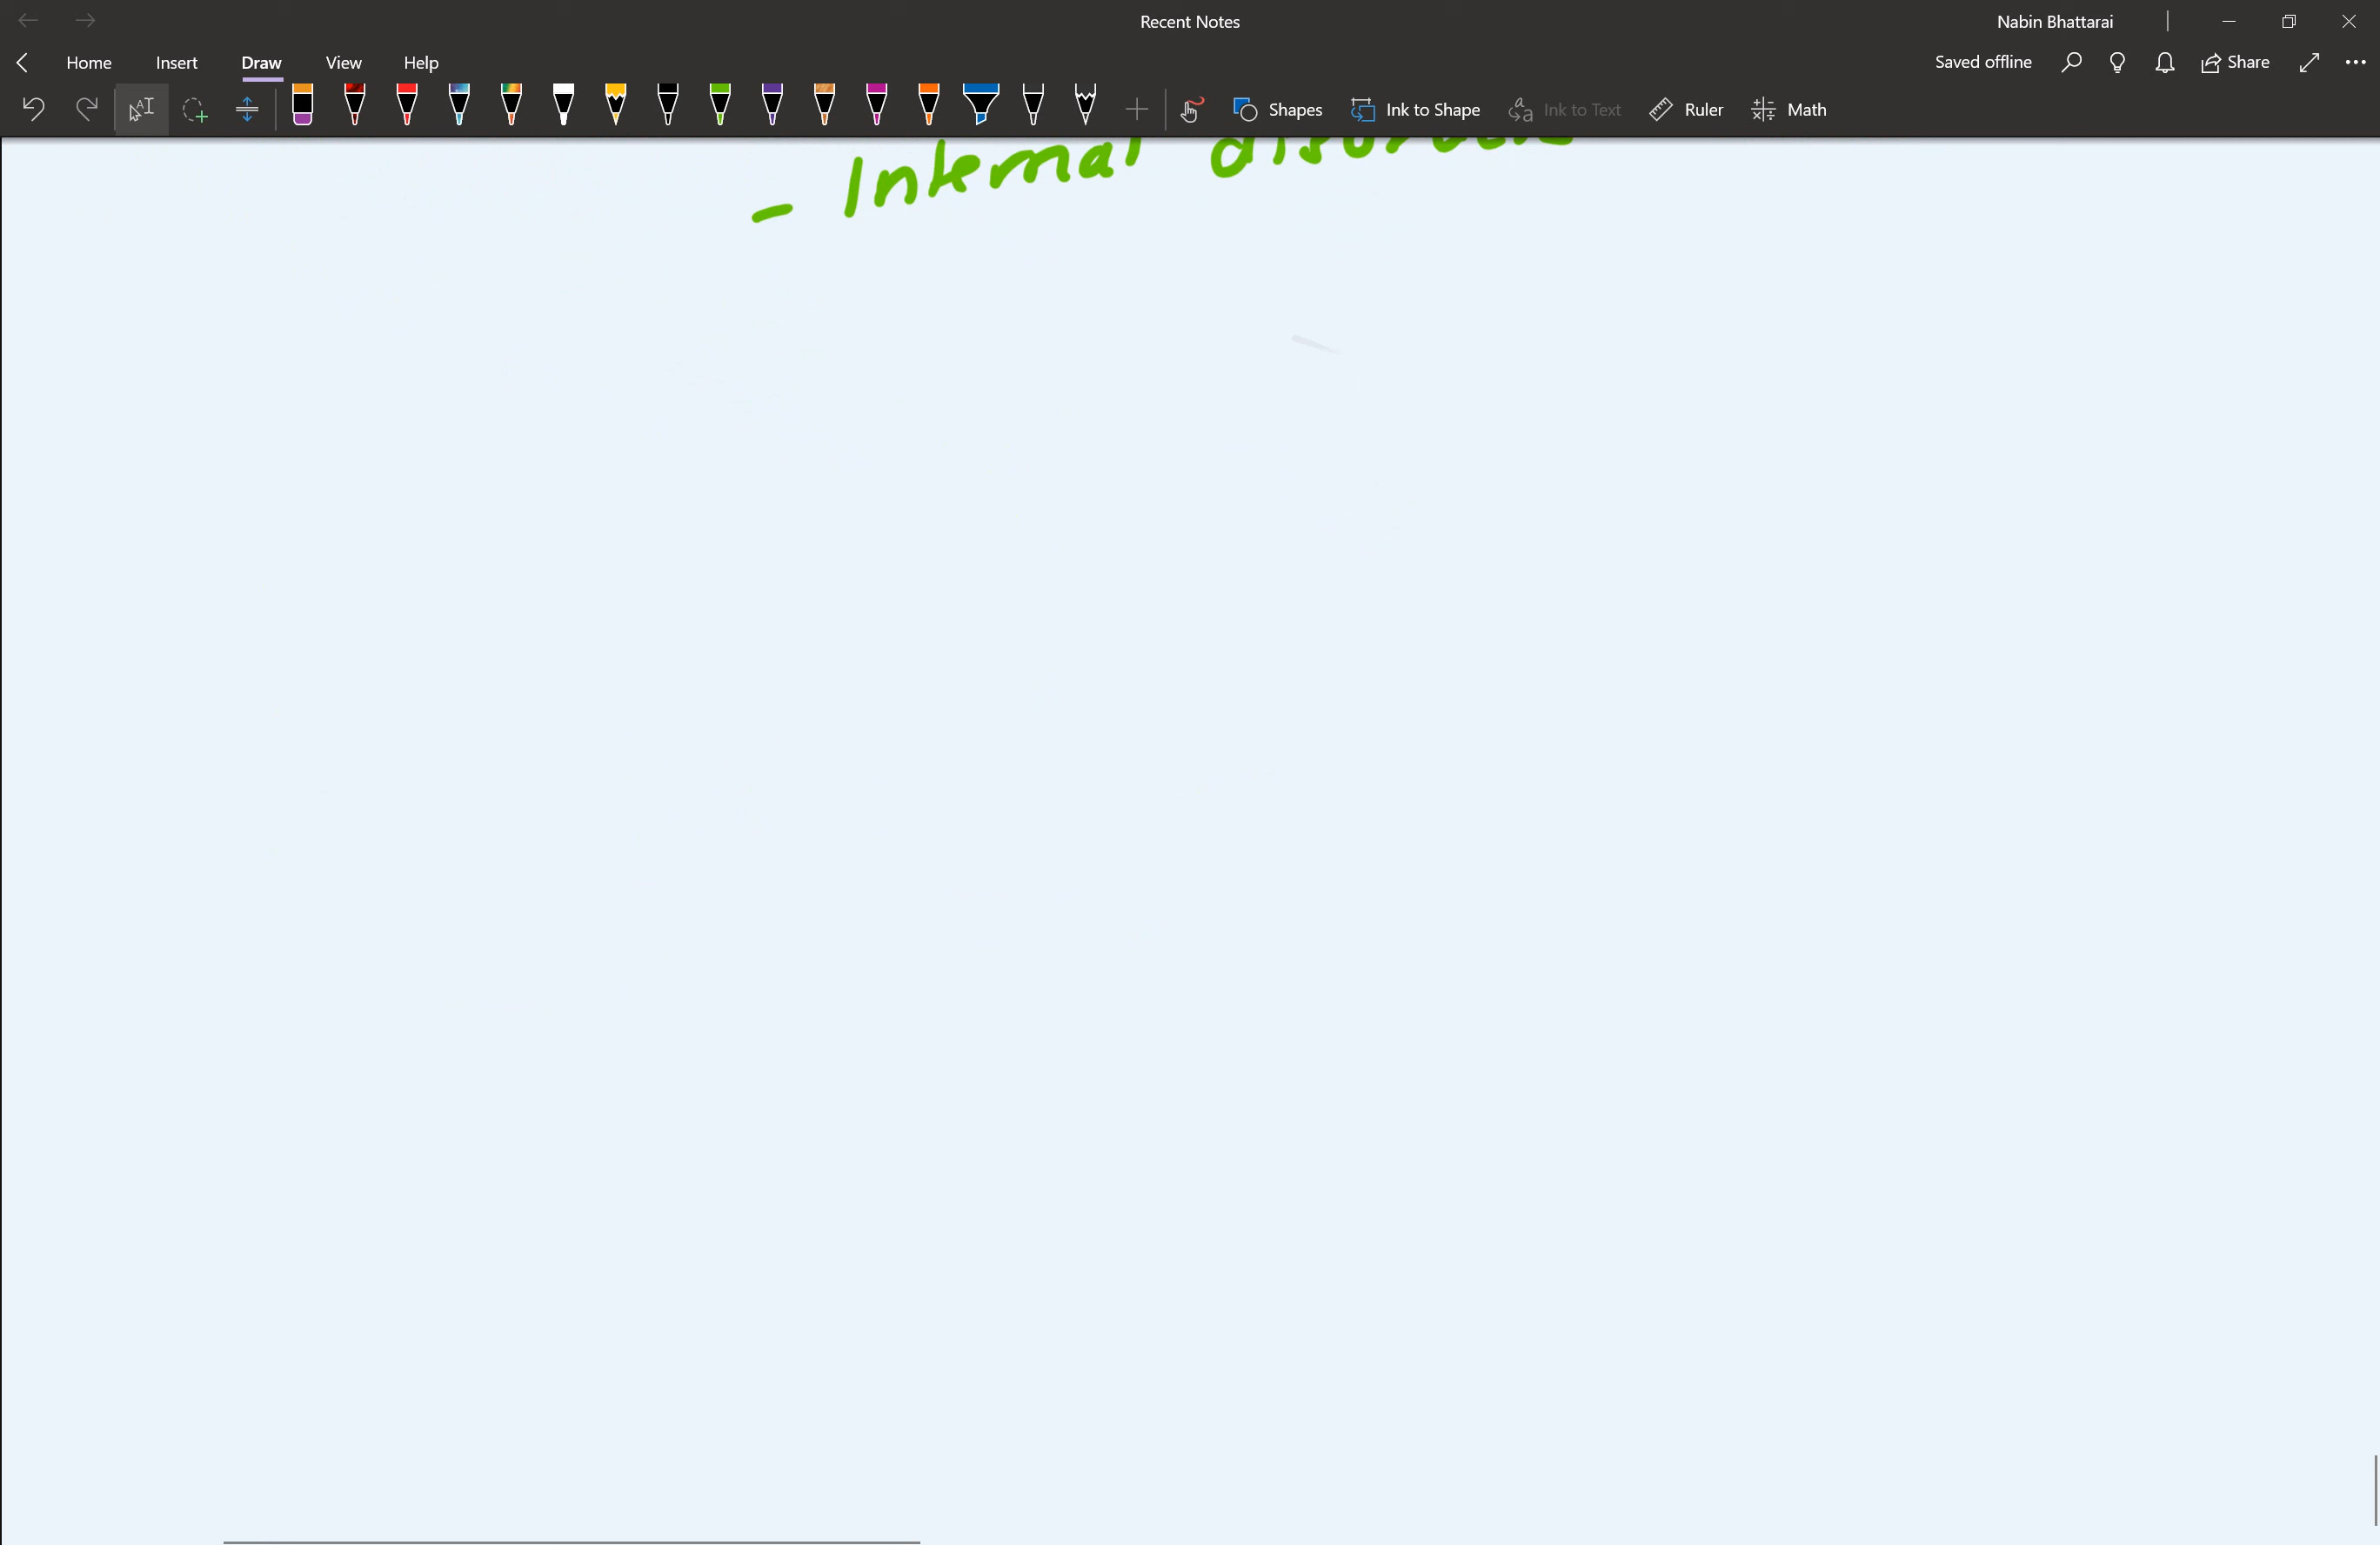 Recent Notes
Nabin Bhattarai
Home Insert Draw View Help
Saved offline
Share
Shapes
Ink to Shape
Ink to Text
Ruler
Math
- Internal